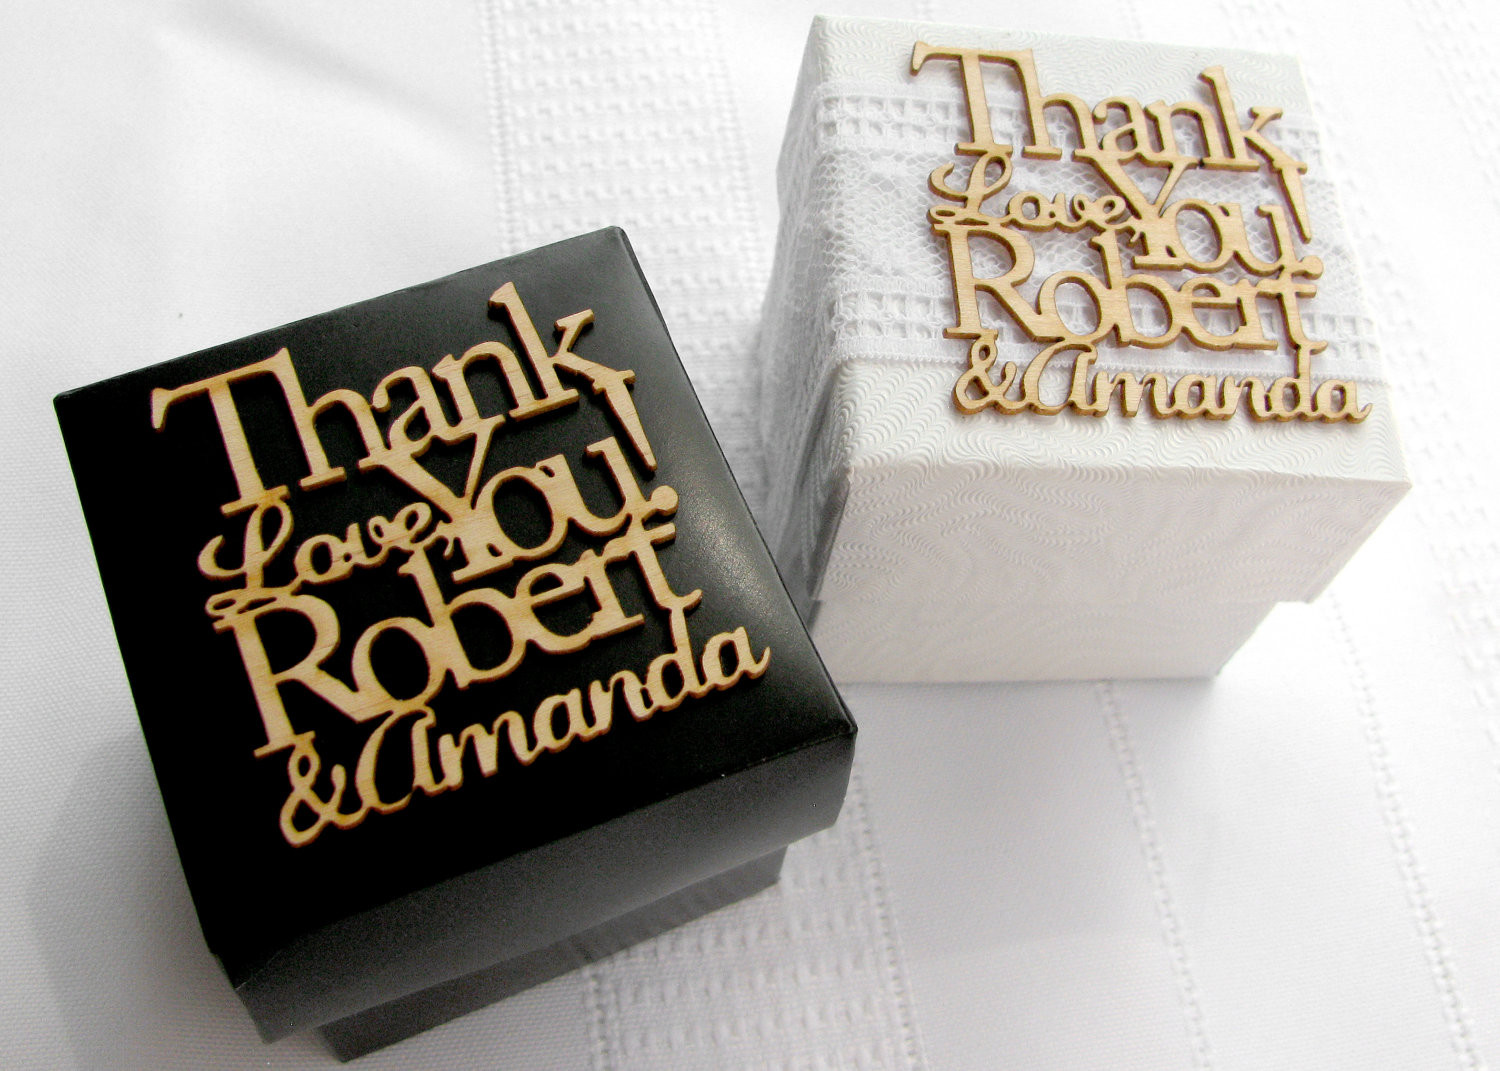 Thank
You!
Love,
Robert
& Amanda
Thank
You!
Love,
Robert
& Amanda